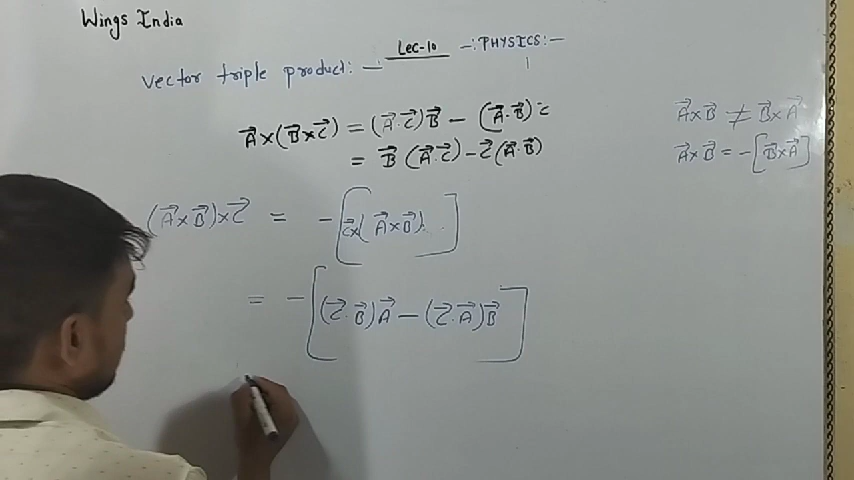 Wings India
Lec-10 -: PHYSICS:-
Vector triple product: -
A⃗×(B⃗×C⃗) = (A⃗·C⃗)B⃗ - (A⃗·B⃗)C⃗
= B⃗(A⃗·C⃗) - C⃗(A⃗·B⃗)
A⃗×B⃗ ≠ B⃗×A⃗
A⃗×B⃗ = -[B⃗×A⃗]
(A⃗×B⃗)×C⃗ = -[C⃗×(A⃗×B⃗)]
= -[(C⃗·B⃗)A⃗ - (C⃗·A⃗)B⃗]